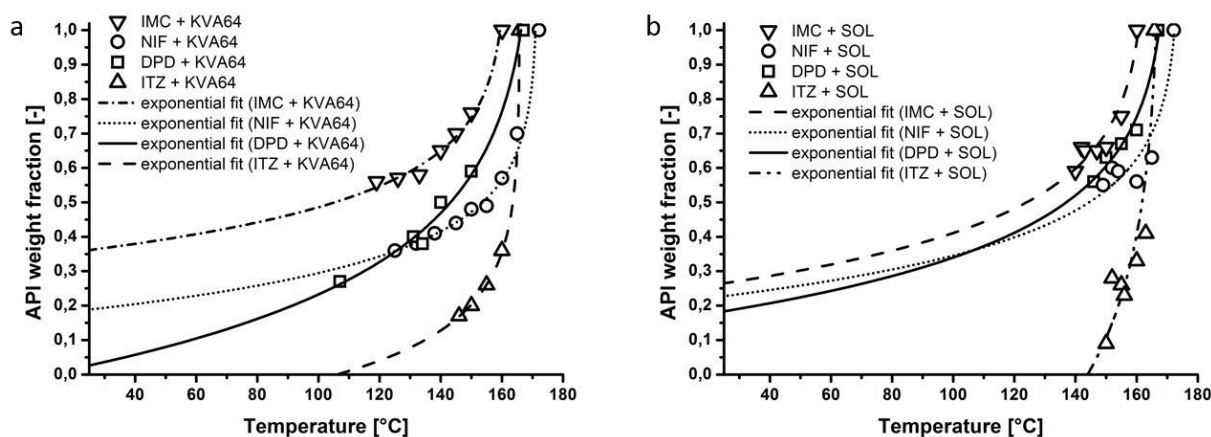 a
IMC + KVA64
NIF + KVA64
DPD + KVA64
ITZ + KVA64
exponential fit (IMC + KVA64)
exponential fit (NIF + KVA64)
exponential fit (DPD + KVA64)
exponential fit (ITZ + KVA64)
API weight fraction [-]
1,0
0,9
0,8
0,7
0,6
0,5
0,4
0,3
0,2
0,1
0,0
40 60 80 100 120 140 160 180
Temperature [°C]
b
IMC + SOL
NIF + SOL
DPD + SOL
ITZ + SOL
exponential fit (IMC + SOL)
exponential fit (NIF + SOL)
exponential fit (DPD + SOL)
exponential fit (ITZ + SOL)
API weight fraction [-]
1,0
0,9
0,8
0,7
0,6
0,5
0,4
0,3
0,2
0,1
0,0
40 60 80 100 120 140 160 180
Temperature [°C]